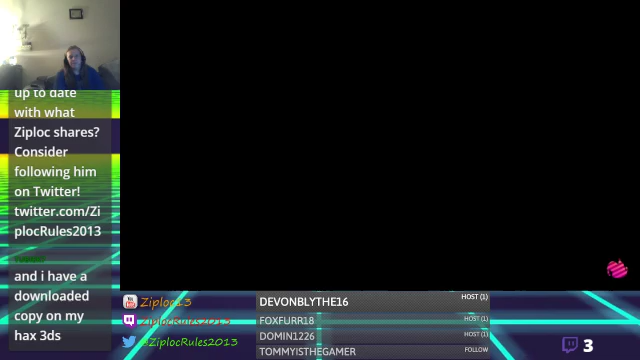 up to date
with what
Ziploc shares?
Consider
following him
on Twitter!
twitter.com/Zi
plocRules2013
and i have a
downloaded
copy on my
hax 3ds
Ziploc13
ZiplocRules2013
@ZiplocRules2013
DEVONBLYTHE16 HOST (1)
FOXFURR18 HOST (1)
DOMIN1226 HOST (1)
TOMMYISTHEGAMER FOLLOW
3